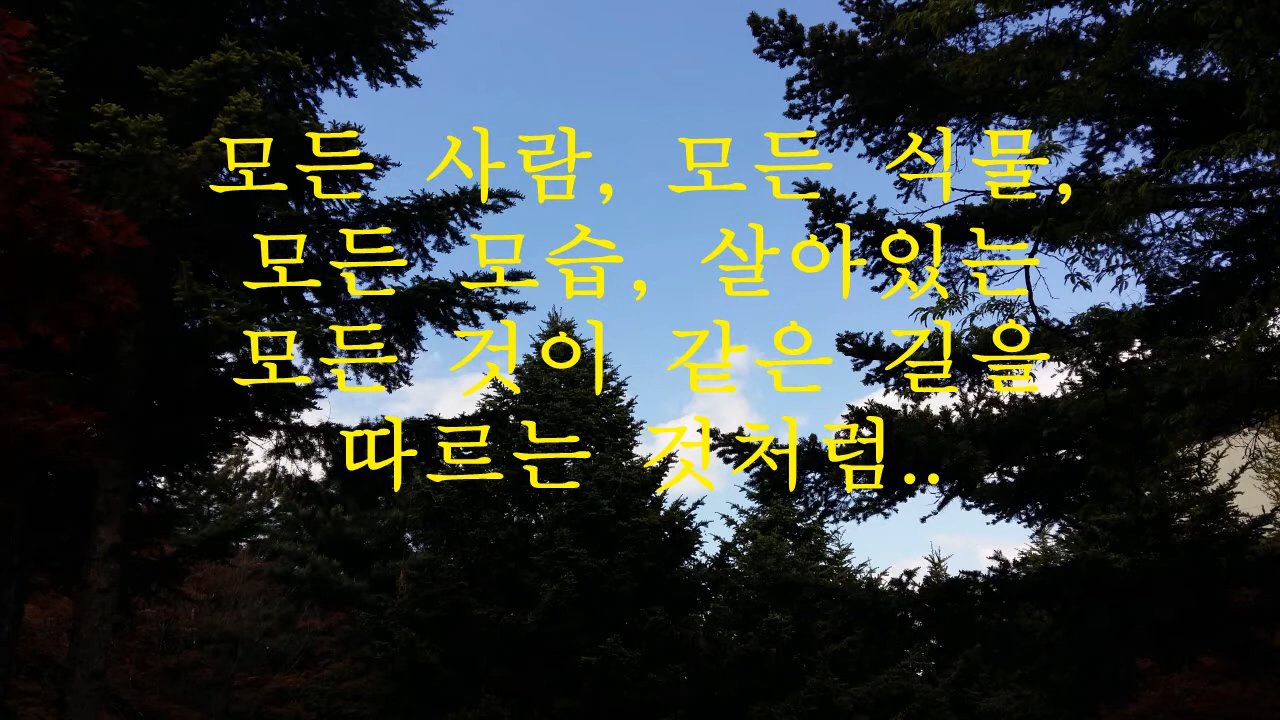 모든 사람, 모든 식물,
모든 모습, 살아있는
모든 것이 같은 길을
따르는 것처럼..